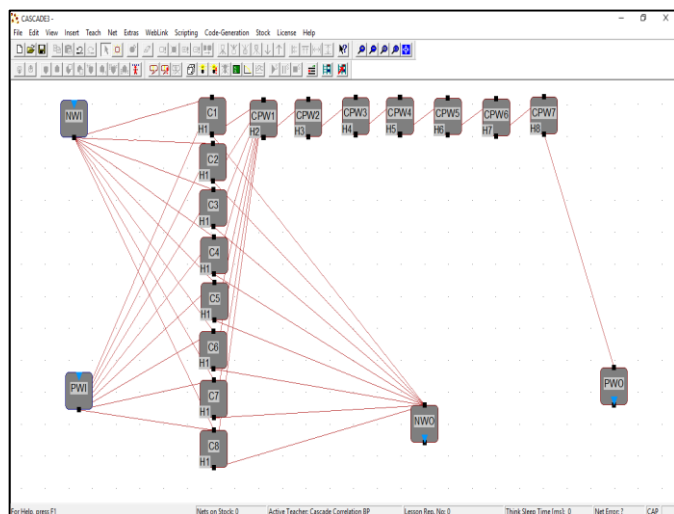 CASCADE3 -
File Edit View Insert Teach Net Extras WebLink Scripting Code-Generation Stock License Help
NWI
C1
H1
CPW1
H2
CPW2
H3
CPW3
H4
CPW4
H5
CPW5
H6
CPW6
H7
CPW7
H8
C2
H1
C3
H1
C4
H1
C5
H1
C6
H1
PWI
C7
H1
C8
H1
NWO
PWO
For Help, press F1 Nets on Stock: 0 Active Teacher: Cascade Correlation BP Lesson Rep. No: 0 Think Sleep Time [ms]: 0 Net Error: ? CAP